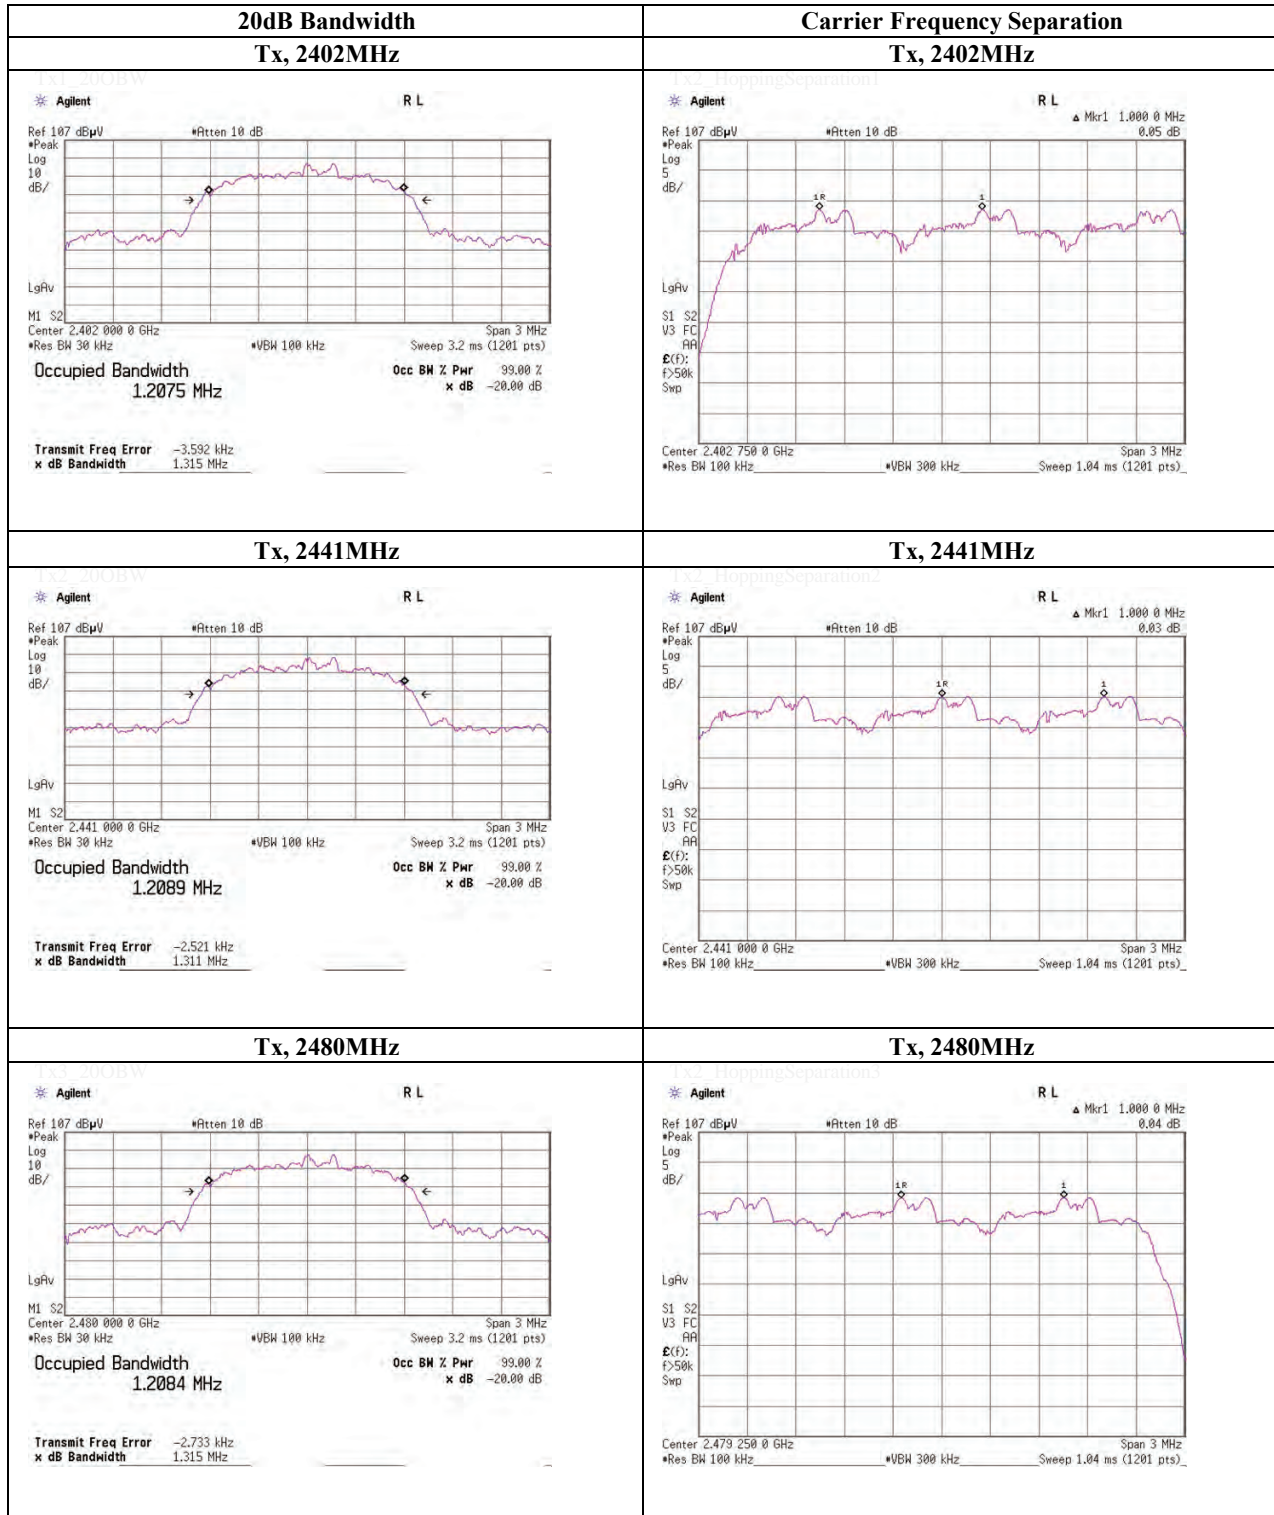 20dB Bandwidth
Carrier Frequency Separation
Tx, 2402MHz
Tx, 2402MHz
Tx1_20OBW
Agilent
R L
Ref 107 dBµV
*Atten 10 dB
*Peak
Log
10
dB/
LgAv
M1 S2
Center 2.402 000 0 GHz
Span 3 MHz
*Res BW 30 kHz
*VBW 100 kHz
Sweep 3.2 ms (1201 pts)
Occupied Bandwidth
1.2075 MHz
Occ BW % Pwr 99.00 %
x dB -20.00 dB
Transmit Freq Error -3.592 kHz
x dB Bandwidth 1.315 MHz
Tx2_HoppingSeparation1
Agilent
R L
Δ Mkr1 1.000 0 MHz
Ref 107 dBµV
*Atten 10 dB
0.05 dB
*Peak
Log
5
dB/
1R
1
LgAv
S1 S2
V3 FC
AA
£(f):
f>50k
Swp
Center 2.402 750 0 GHz
Span 3 MHz
*Res BW 100 kHz
*VBW 300 kHz
Sweep 1.04 ms (1201 pts)
Tx, 2441MHz
Tx, 2441MHz
Tx2_20OBW
Agilent
R L
Ref 107 dBµV
*Atten 10 dB
*Peak
Log
10
dB/
LgAv
M1 S2
Center 2.441 000 0 GHz
Span 3 MHz
*Res BW 30 kHz
*VBW 100 kHz
Sweep 3.2 ms (1201 pts)
Occupied Bandwidth
1.2089 MHz
Occ BW % Pwr 99.00 %
x dB -20.00 dB
Transmit Freq Error -2.521 kHz
x dB Bandwidth 1.311 MHz
Tx2_HoppingSeparation2
Agilent
R L
Δ Mkr1 1.000 0 MHz
Ref 107 dBµV
*Atten 10 dB
0.03 dB
*Peak
Log
5
dB/
1R
1
LgAv
S1 S2
V3 FC
AA
£(f):
f>50k
Swp
Center 2.441 000 0 GHz
Span 3 MHz
*Res BW 100 kHz
*VBW 300 kHz
Sweep 1.04 ms (1201 pts)
Tx, 2480MHz
Tx, 2480MHz
Tx3_20OBW
Agilent
R L
Ref 107 dBµV
*Atten 10 dB
*Peak
Log
10
dB/
LgAv
M1 S2
Center 2.480 000 0 GHz
Span 3 MHz
*Res BW 30 kHz
*VBW 100 kHz
Sweep 3.2 ms (1201 pts)
Occupied Bandwidth
1.2084 MHz
Occ BW % Pwr 99.00 %
x dB -20.00 dB
Transmit Freq Error -2.733 kHz
x dB Bandwidth 1.315 MHz
Tx2_HoppingSeparation3
Agilent
R L
Δ Mkr1 1.000 0 MHz
Ref 107 dBµV
*Atten 10 dB
0.04 dB
*Peak
Log
5
dB/
1R
1
LgAv
S1 S2
V3 FC
AA
£(f):
f>50k
Swp
Center 2.479 250 0 GHz
Span 3 MHz
*Res BW 100 kHz
*VBW 300 kHz
Sweep 1.04 ms (1201 pts)